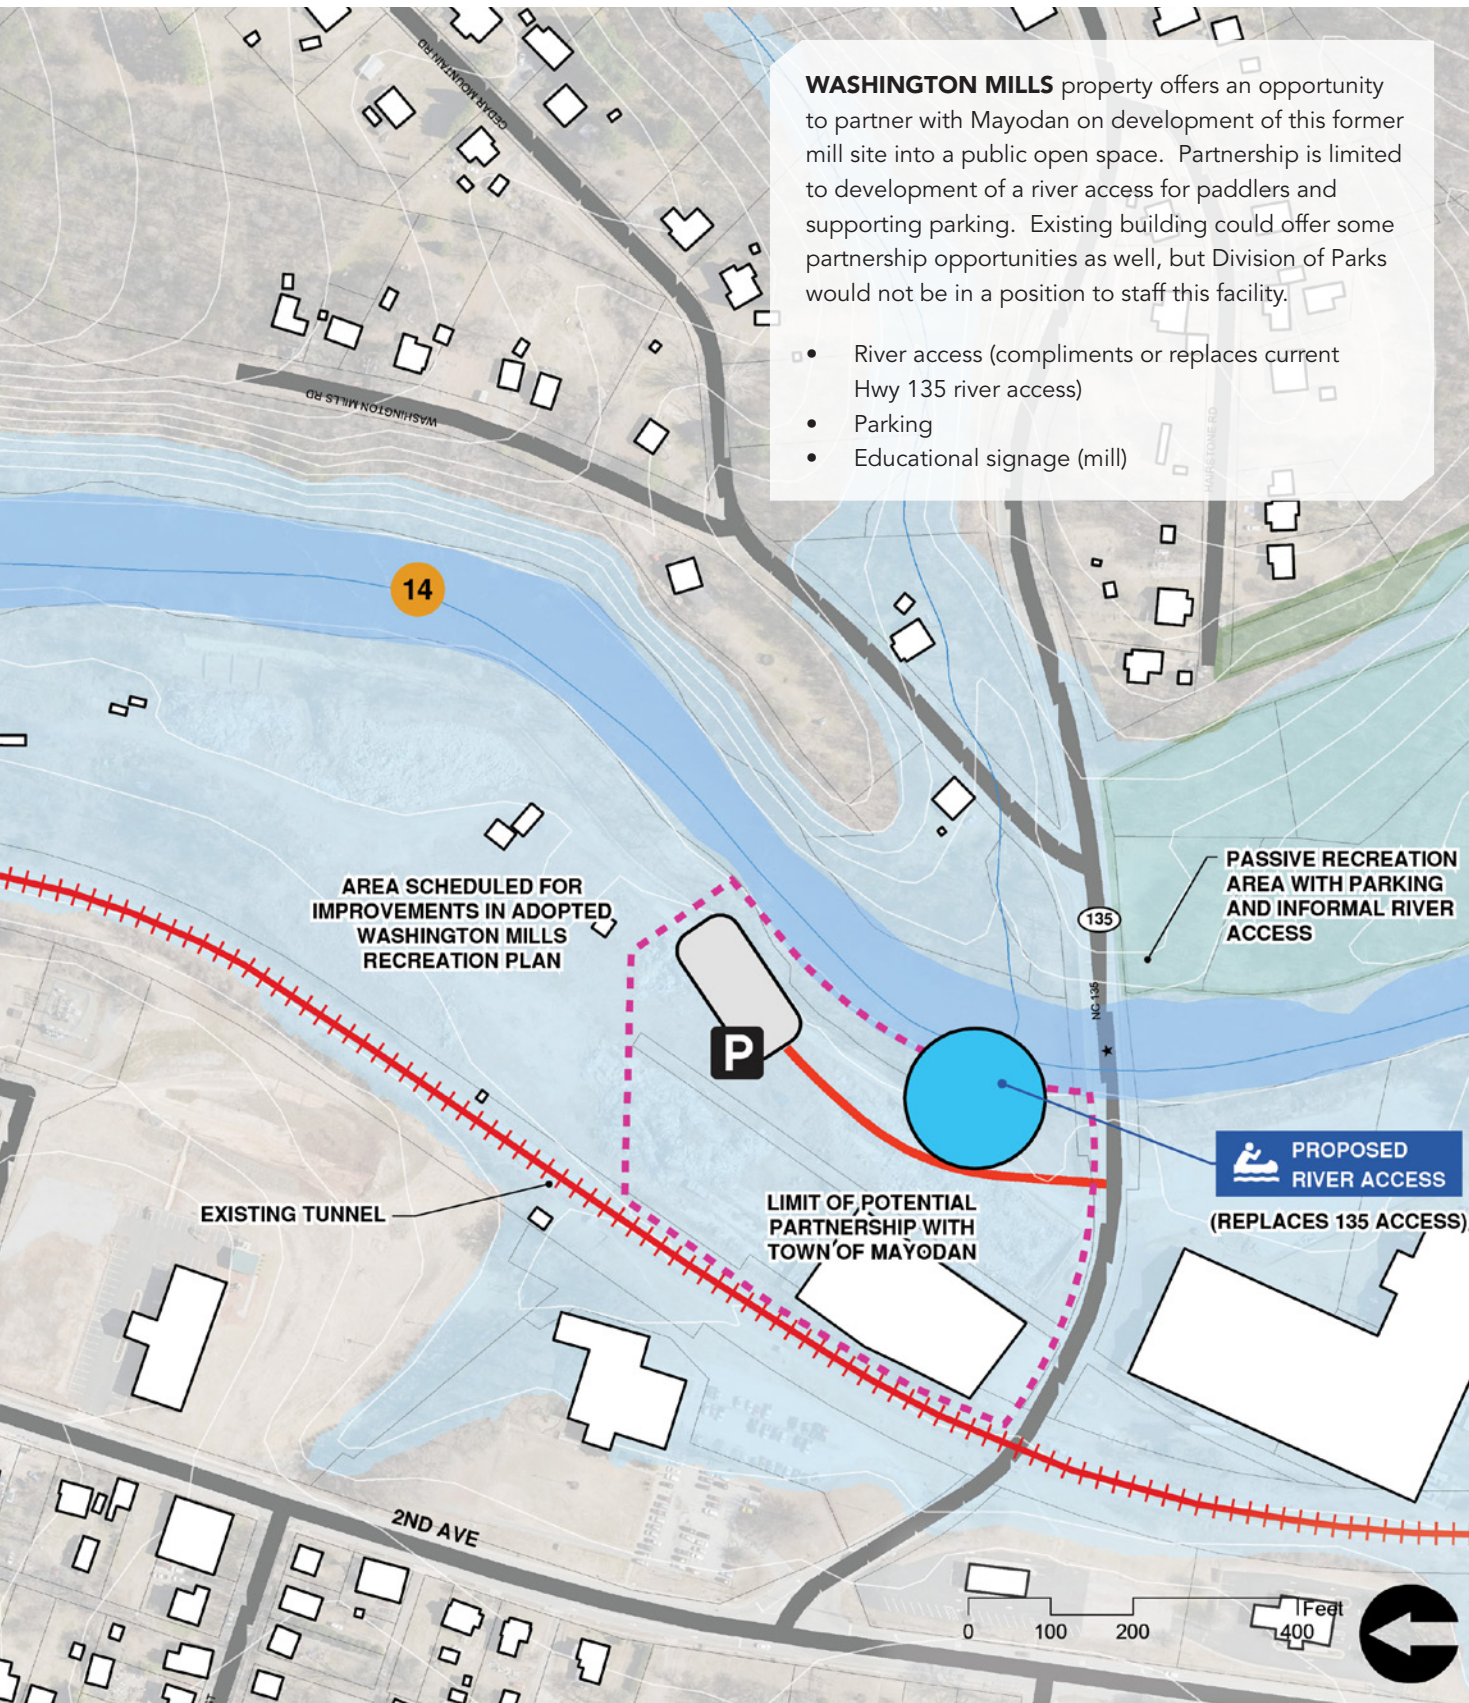 CEDAR MOUNTAIN RD
WASHINGTON MILLS property offers an opportunity
to partner with Mayodan on development of this former
mill site into a public open space. Partnership is limited
to development of a river access for paddlers and
supporting parking. Existing building could offer some
partnership opportunities as well, but Division of Parks
would not be in a position to staff this facility.
• River access (compliments or replaces current
Hwy 135 river access)
• Parking
• Educational signage (mill)
WASHINGTON MILLS RD
HAIRSTONE RD
14
AREA SCHEDULED FOR
IMPROVEMENTS IN ADOPTED
WASHINGTON MILLS
RECREATION PLAN
PASSIVE RECREATION
AREA WITH PARKING
AND INFORMAL RIVER
ACCESS
135
NC 135
P
PROPOSED
RIVER ACCESS
(REPLACES 135 ACCESS)
EXISTING TUNNEL
LIMIT OF POTENTIAL
PARTNERSHIP WITH
TOWN OF MAYODAN
2ND AVE
Feet
0 100 200 400